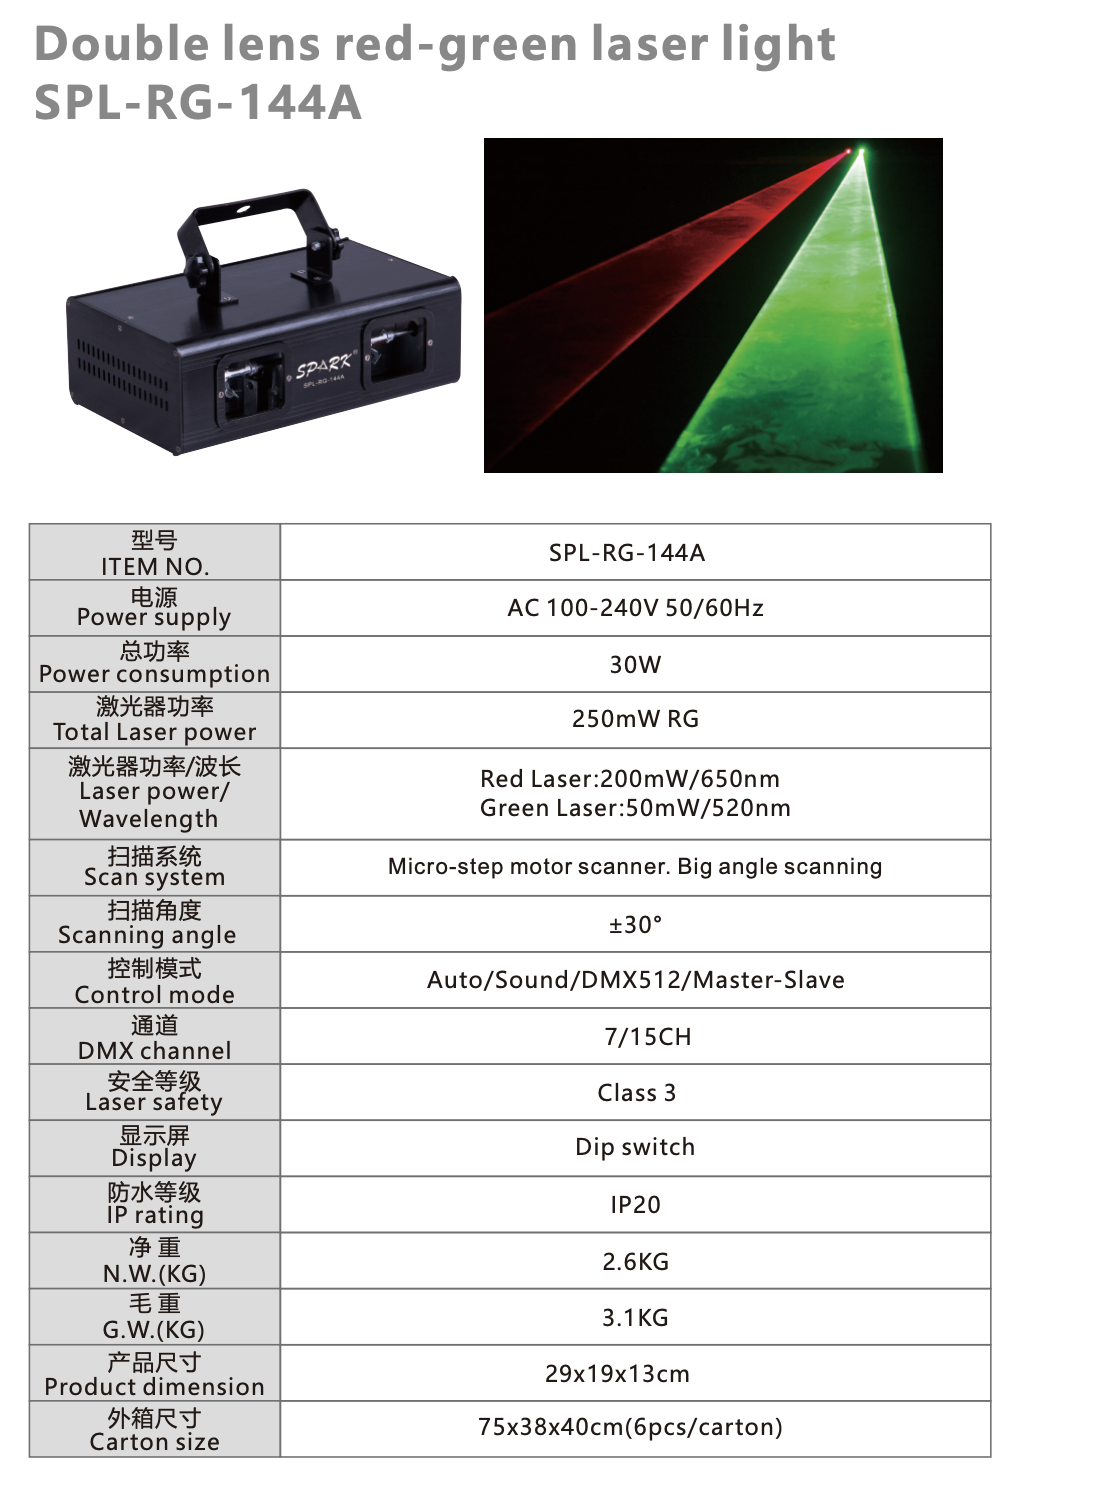 Double lens red-green laser light
SPL-RG-144A
SPARK
SPL-RG-144A
型号
ITEM NO.
SPL-RG-144A
电源
Power supply
AC 100-240V 50/60Hz
总功率
Power consumption
30W
激光器功率
Total Laser power
250mW RG
激光器功率/波长
Laser power/
Wavelength
Red Laser:200mW/650nm
Green Laser:50mW/520nm
扫描系统
Scan system
Micro-step motor scanner. Big angle scanning
扫描角度
Scanning angle
±30°
控制模式
Control mode
Auto/Sound/DMX512/Master-Slave
通道
DMX channel
7/15CH
安全等级
Laser safety
Class 3
显示屏
Display
Dip switch
防水等级
IP rating
IP20
净 重
N.W.(KG)
2.6KG
毛 重
G.W.(KG)
3.1KG
产品尺寸
Product dimension
29x19x13cm
外箱尺寸
Carton size
75x38x40cm(6pcs/carton)